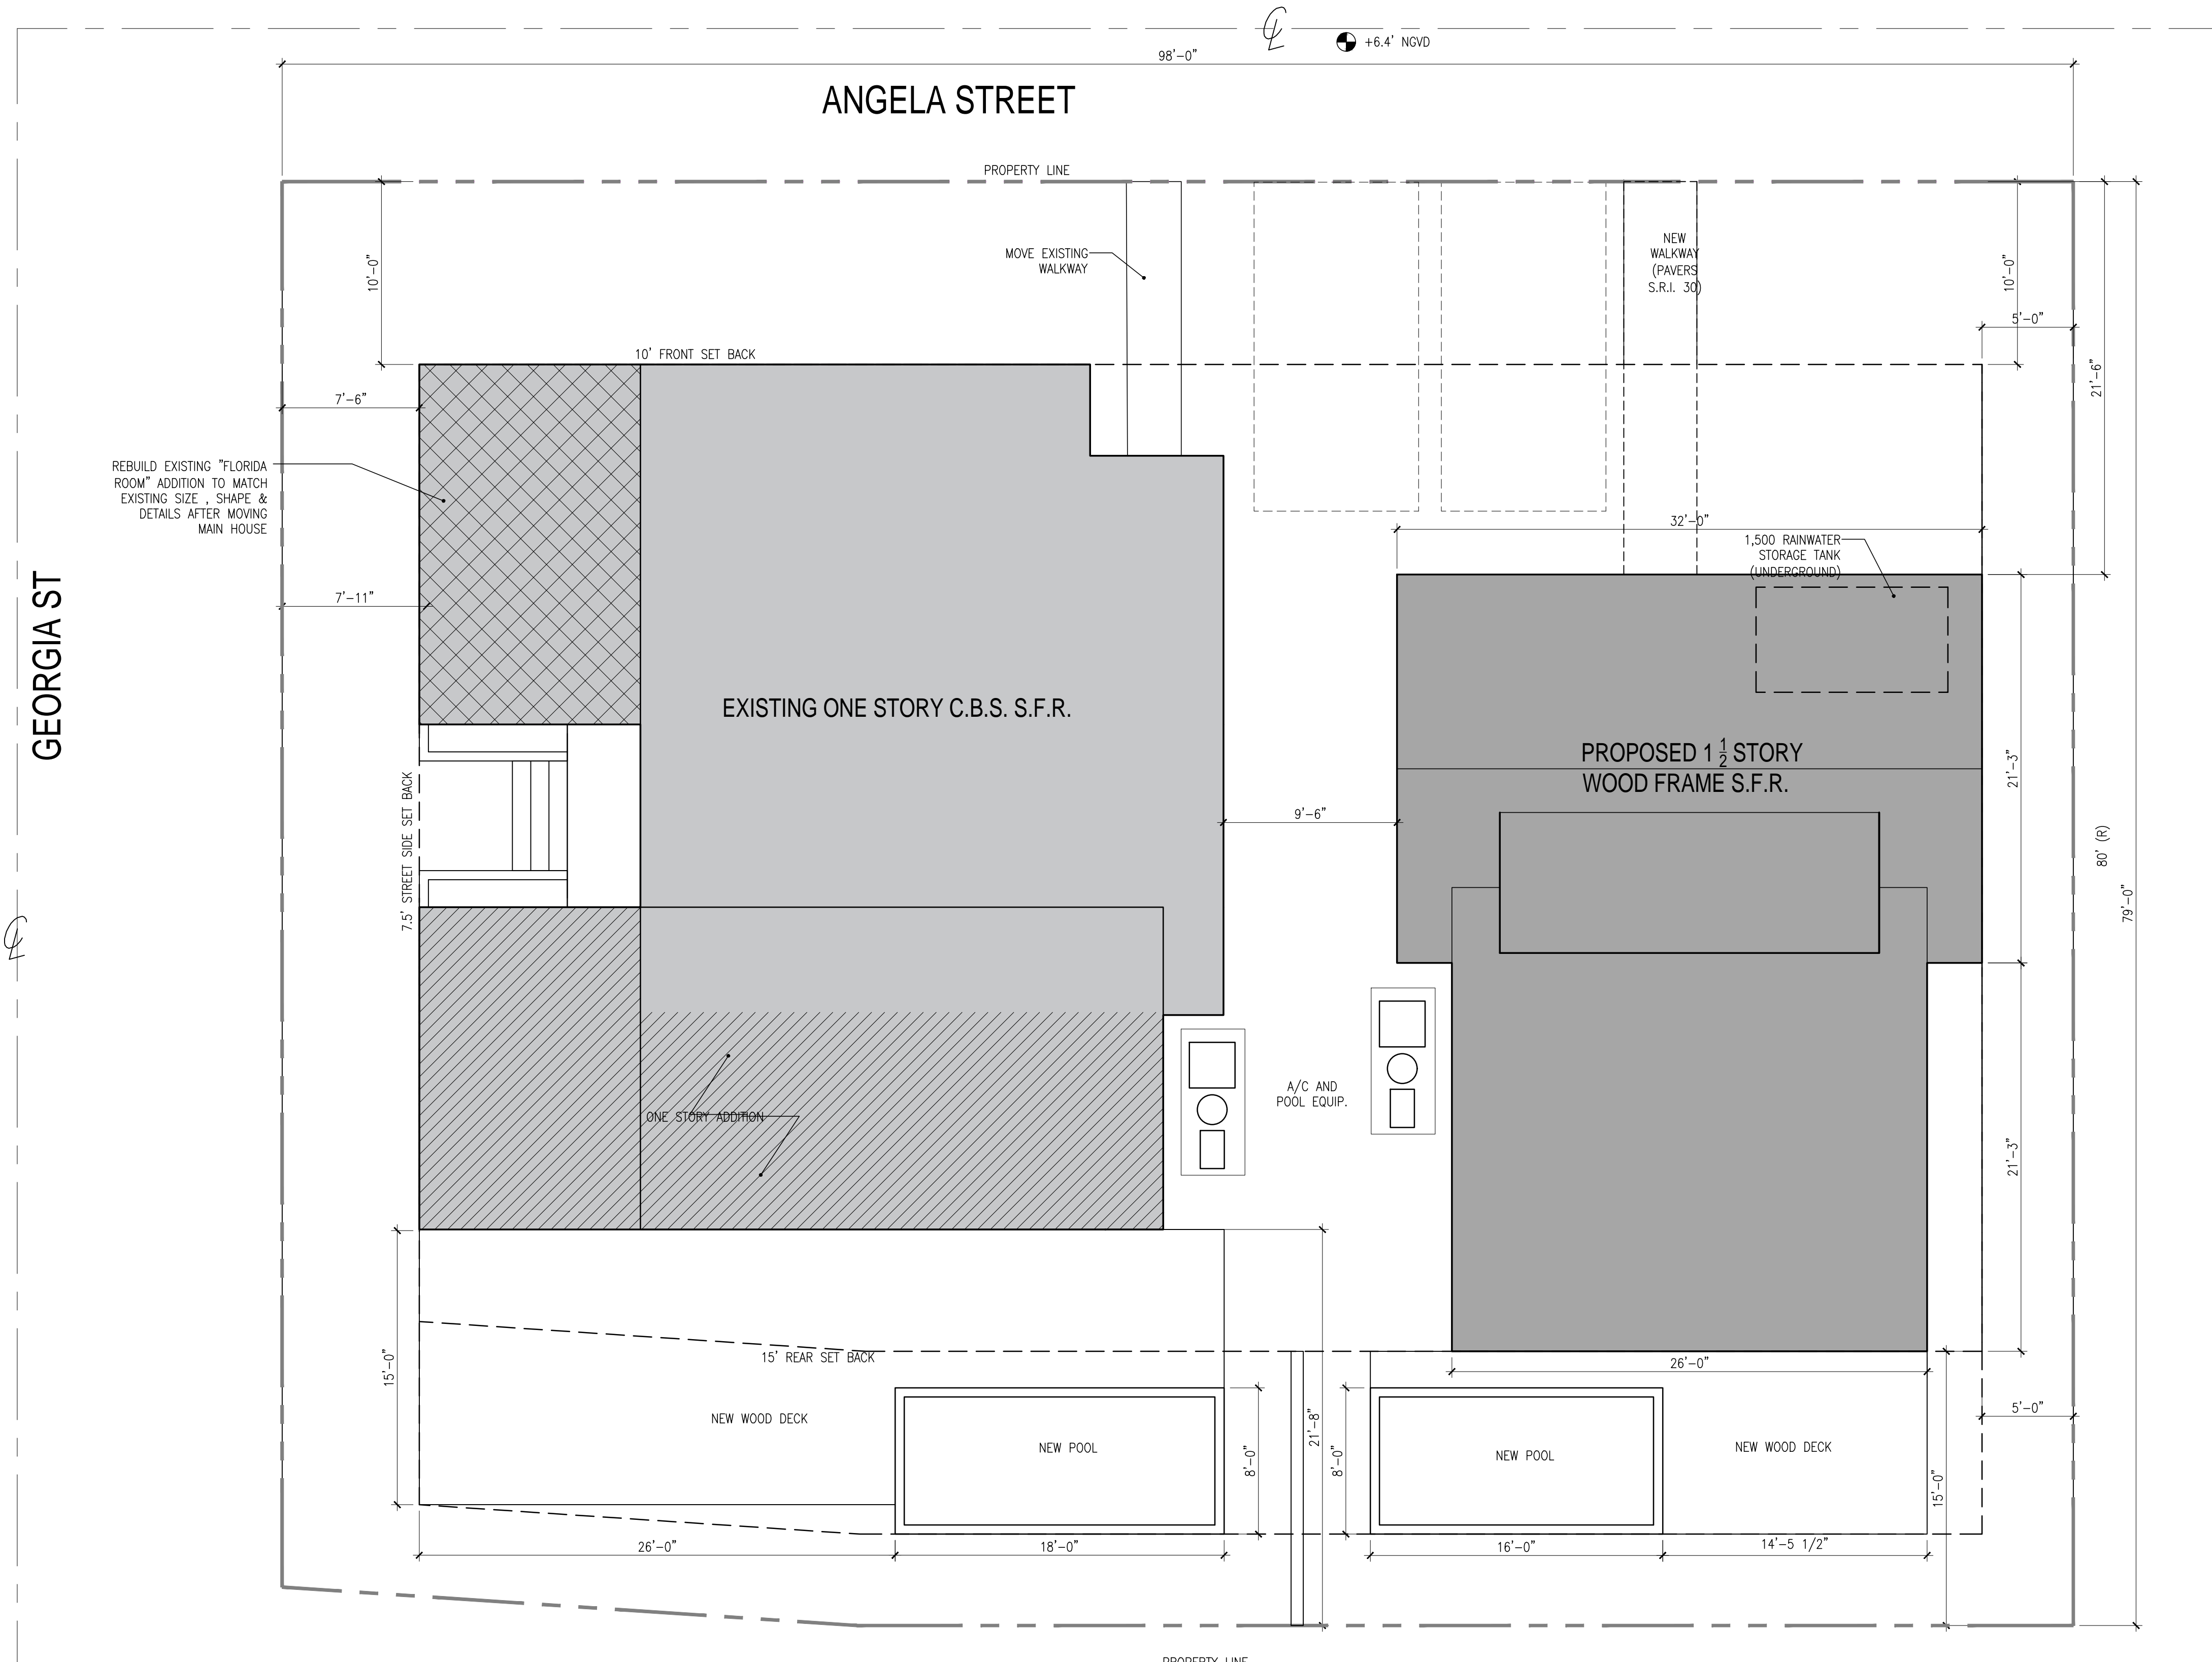 +6.4' NGVD
98'-0"
ANGELA STREET
PROPERTY LINE
MOVE EXISTING
WALKWAY
NEW
WALKWAY
(PAVERS
S.R.I. 30)
10'-0"
10'-0"
5'-0"
10' FRONT SET BACK
7'-6"
21'-6"
REBUILD EXISTING "FLORIDA
ROOM" ADDITION TO MATCH
EXISTING SIZE , SHAPE &
DETAILS AFTER MOVING
MAIN HOUSE
32'-0"
1,500 RAINWATER
STORAGE TANK
(UNDERGROUND)
7'-11"
GEORGIA ST
EXISTING ONE STORY C.B.S. S.F.R.
PROPOSED 1 1/2 STORY
WOOD FRAME S.F.R.
21'-3"
7.5' STREET SIDE SET BACK
9'-6"
80' (R)
79'-0"
A/C AND
POOL EQUIP.
ONE STORY ADDITION
21'-3"
15'-0"
15' REAR SET BACK
26'-0"
NEW WOOD DECK
NEW POOL
8'-0"
21'-8"
8'-0"
NEW POOL
NEW WOOD DECK
15'-0"
5'-0"
26'-0"
18'-0"
16'-0"
14'-5 1/2"
PROPERTY LINE